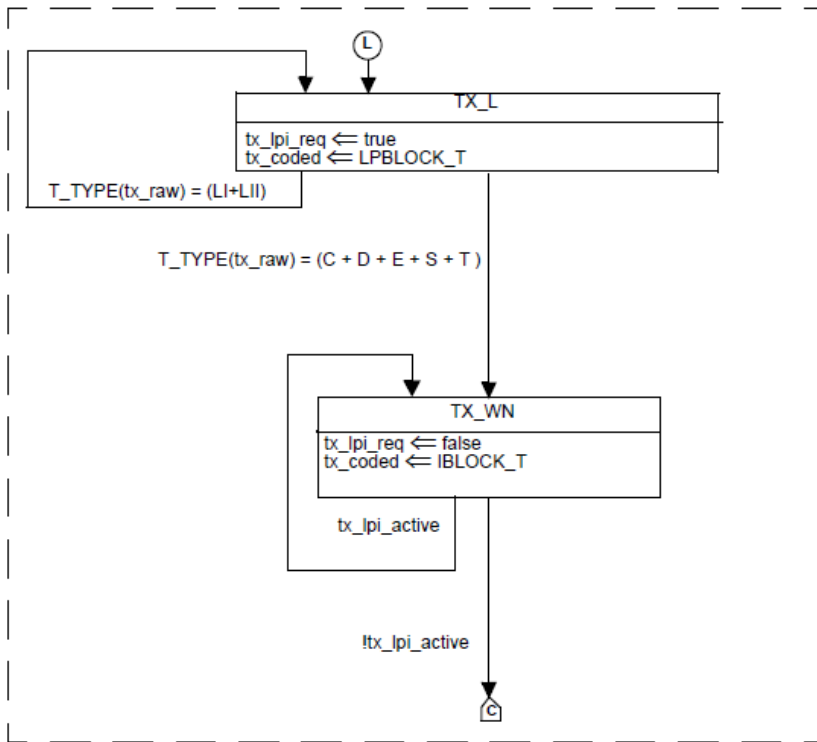 L
TX_L
tx_lpi_req ⇐ true
tx_coded ⇐ LPBLOCK_T
T_TYPE(tx_raw) = (LI+LII)
T_TYPE(tx_raw) = (C + D + E + S + T )
TX_WN
tx_lpi_req ⇐ false
tx_coded ⇐ IBLOCK_T
tx_lpi_active
!tx_lpi_active
C